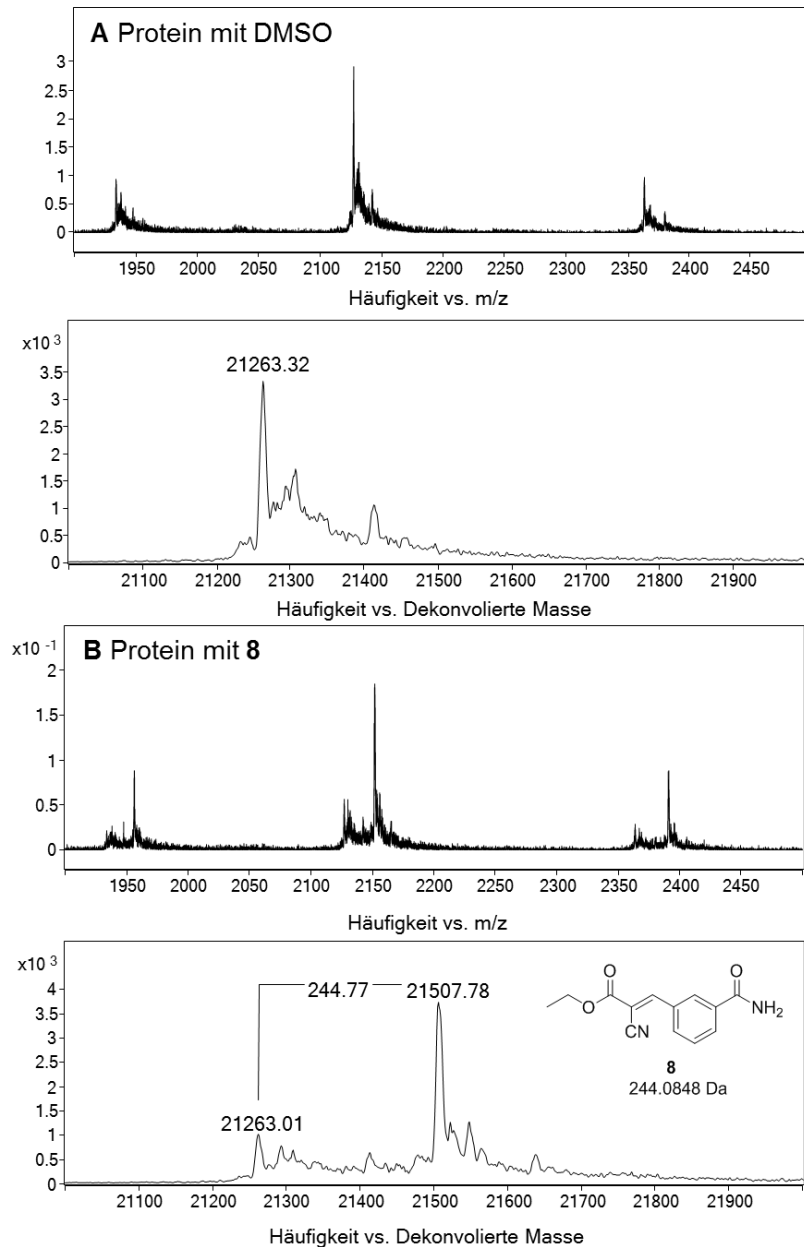 A Protein mit DMSO
3
2.5
2
1.5
1
0.5
0
1950 2000 2050 2100 2150 2200 2250 2300 2350 2400 2450
Häufigkeit vs. m/z
x10 3
21263.32
3.5
3
2.5
2
1.5
1
0.5
0
21100 21200 21300 21400 21500 21600 21700 21800 21900
Häufigkeit vs. Dekonvolierte Masse
x10 -1
B Protein mit 8
2
1.5
1
0.5
0
1950 2000 2050 2100 2150 2200 2250 2300 2350 2400 2450
Häufigkeit vs. m/z
x10 3
4
3.5
3
2.5
2
1.5
1
0.5
0
244.77
21507.78
21263.01
O
O
O
NH2
CN
8
244.0848 Da
21100 21200 21300 21400 21500 21600 21700 21800 21900
Häufigkeit vs. Dekonvolierte Masse